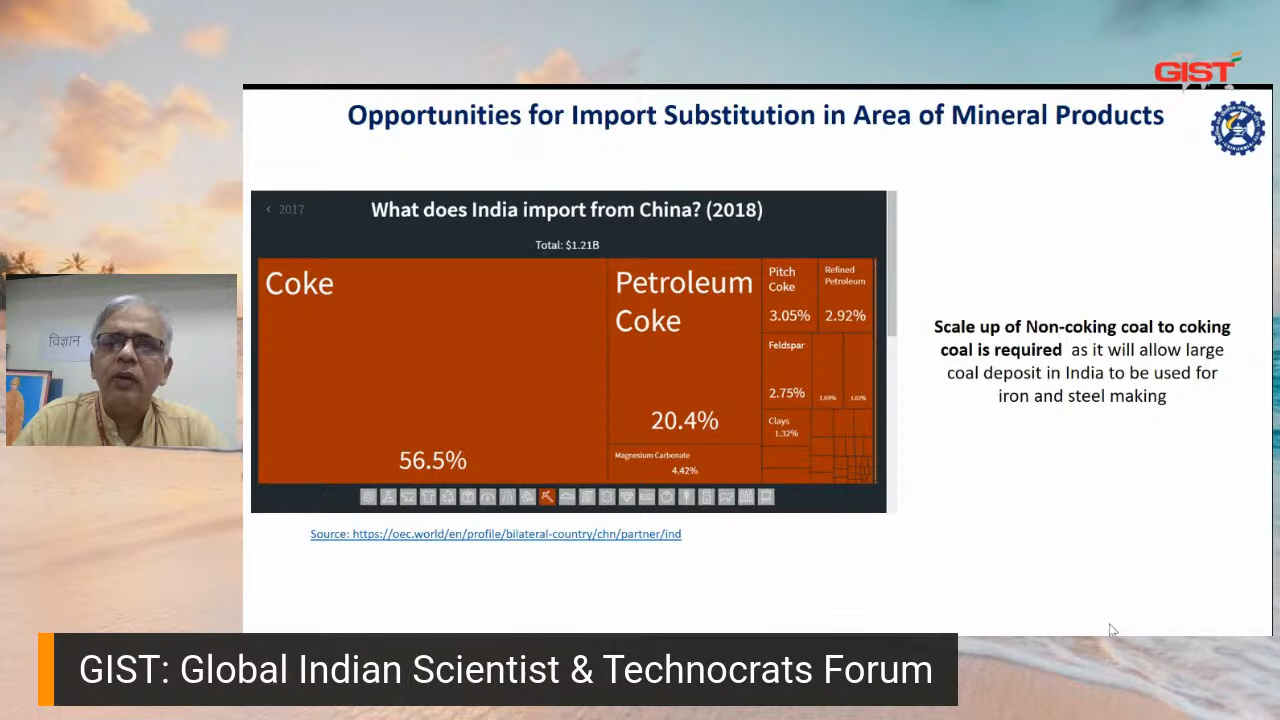 GIST
Opportunities for Import Substitution in Area of Mineral Products
2017
What does India import from China? (2018)
Total: $1.21B
Coke
56.5%
Petroleum
Coke
20.4%
Magnesium Carbonate
4.42%
Pitch
Coke
3.05%
Refined
Petroleum
2.92%
Feldspar
2.75%
1.69%
1.62%
Clays
1.32%
Scale up of Non-coking coal to coking
coal is required as it will allow large
coal deposit in India to be used for
iron and steel making
विज्ञान
Source: https://oec.world/en/profile/bilateral-country/chn/partner/ind
GIST: Global Indian Scientist & Technocrats Forum